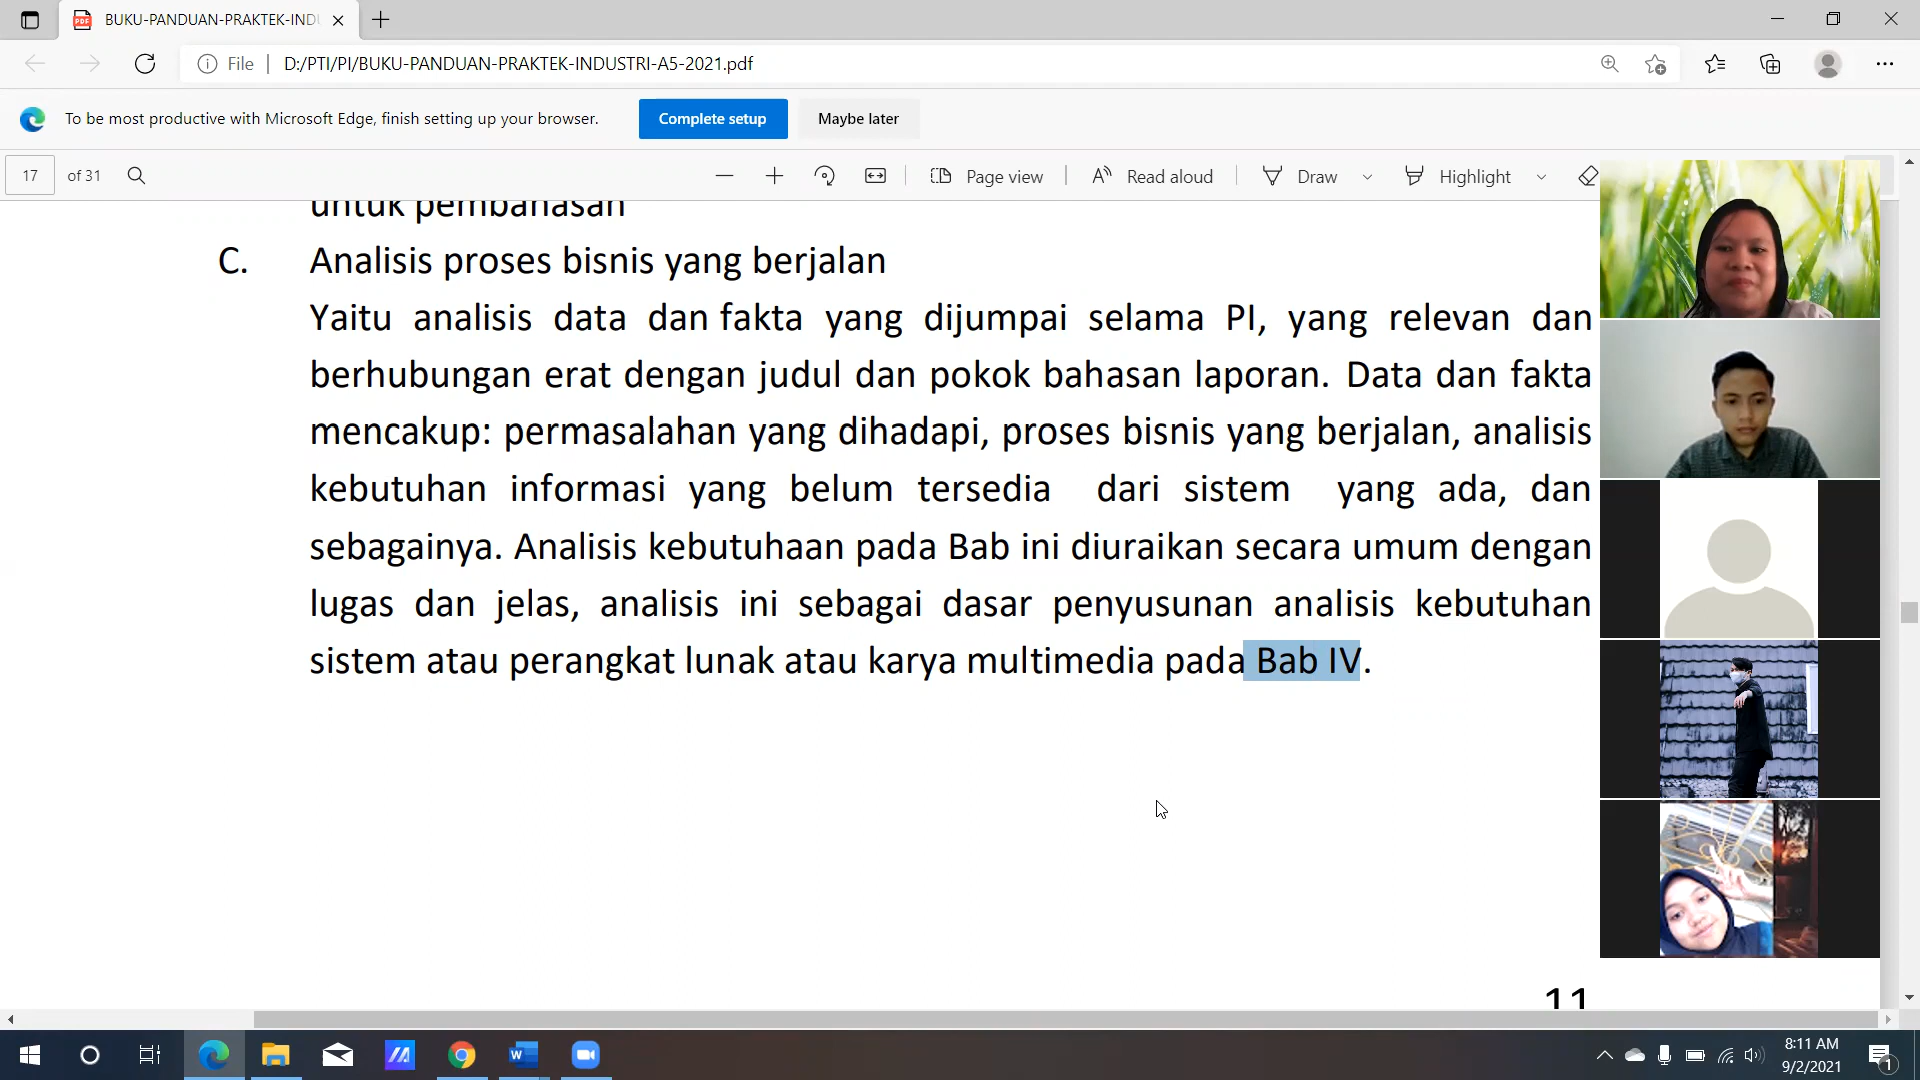 BUKU-PANDUAN-PRAKTEK-INDU
File
D:/PTI/PI/BUKU-PANDUAN-PRAKTEK-INDUSTRI-A5-2021.pdf
To be most productive with Microsoft Edge, finish setting up your browser.
Complete setup
Maybe later
17 of 31
Page view
Read aloud
Draw
Highlight
untuk pembahasan
C. Analisis proses bisnis yang berjalan
Yaitu analisis data dan fakta yang dijumpai selama PI, yang relevan dan
berhubungan erat dengan judul dan pokok bahasan laporan. Data dan fakta
mencakup: permasalahan yang dihadapi, proses bisnis yang berjalan, analisis
kebutuhan informasi yang belum tersedia dari sistem yang ada, dan
sebagainya. Analisis kebutuhaan pada Bab ini diuraikan secara umum dengan
lugas dan jelas, analisis ini sebagai dasar penyusunan analisis kebutuhan
sistem atau perangkat lunak atau karya multimedia pada Bab IV.
11
8:11 AM
9/2/2021
1